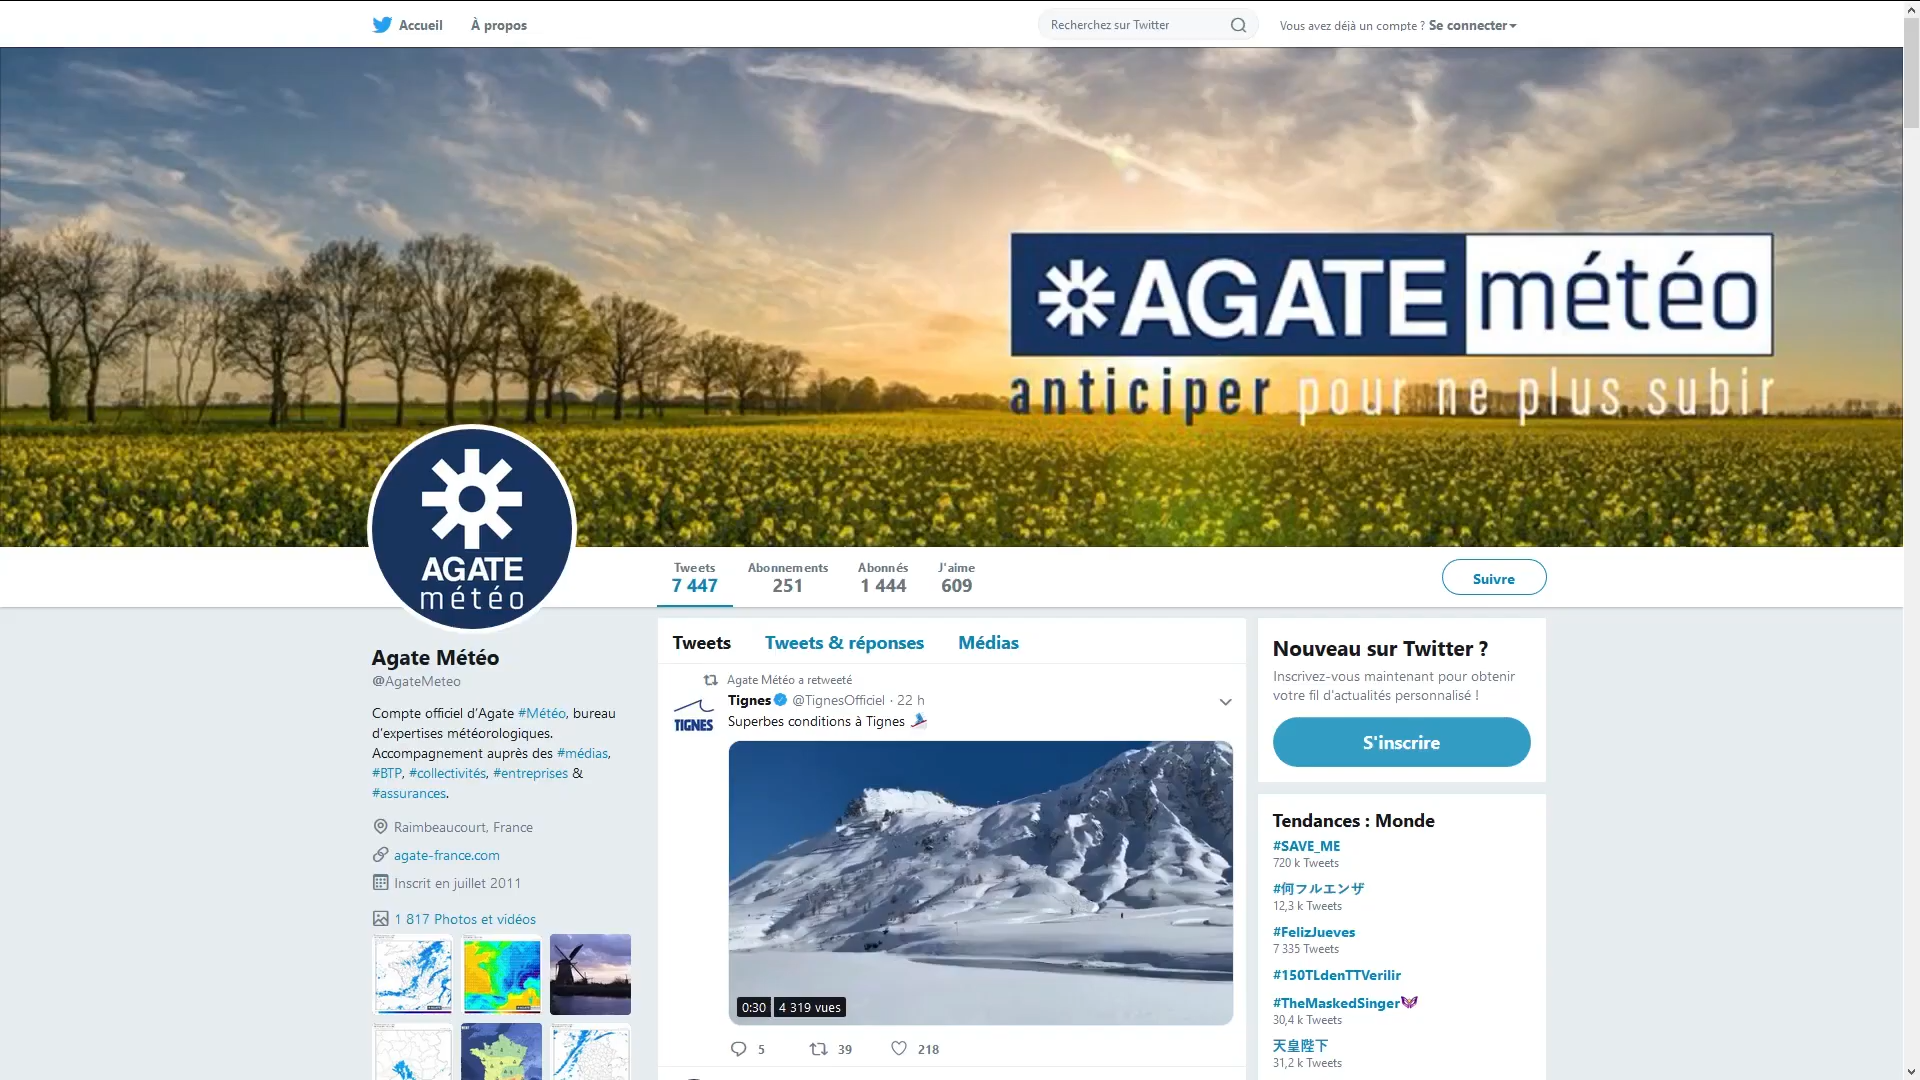 Accueil
À propos
Recherchez sur Twitter
Vous avez déjà un compte ? Se connecter
AGATE météo
anticiper pour ne plus subir
AGATE
météo
Tweets
7 447
Abonnements
251
Abonnés
1 444
J'aime
609
Suivre
Agate Météo
@AgateMeteo
Compte officiel d'Agate #Météo, bureau
d'expertises météorologiques.
Accompagnement auprès des #médias,
#BTP, #collectivités, #entreprises &
#assurances.
Raimbeaucourt, France
agate-france.com
Inscrit en juillet 2011
1 817 Photos et vidéos
Tweets
Tweets & réponses
Médias
Agate Météo a retweeté
TIGNES
Tignes @TignesOfficiel · 22 h
Superbes conditions à Tignes
0:30
4 319 vues
5
39
218
Nouveau sur Twitter ?
Inscrivez-vous maintenant pour obtenir
votre fil d'actualités personnalisé !
S'inscrire
Tendances : Monde
#SAVE_ME
720 k Tweets
#何フルエンザ
12,3 k Tweets
#FelizJueves
7 335 Tweets
#150TLdenTTVerilir
#TheMaskedSinger
30,4 k Tweets
天皇陛下
31,2 k Tweets